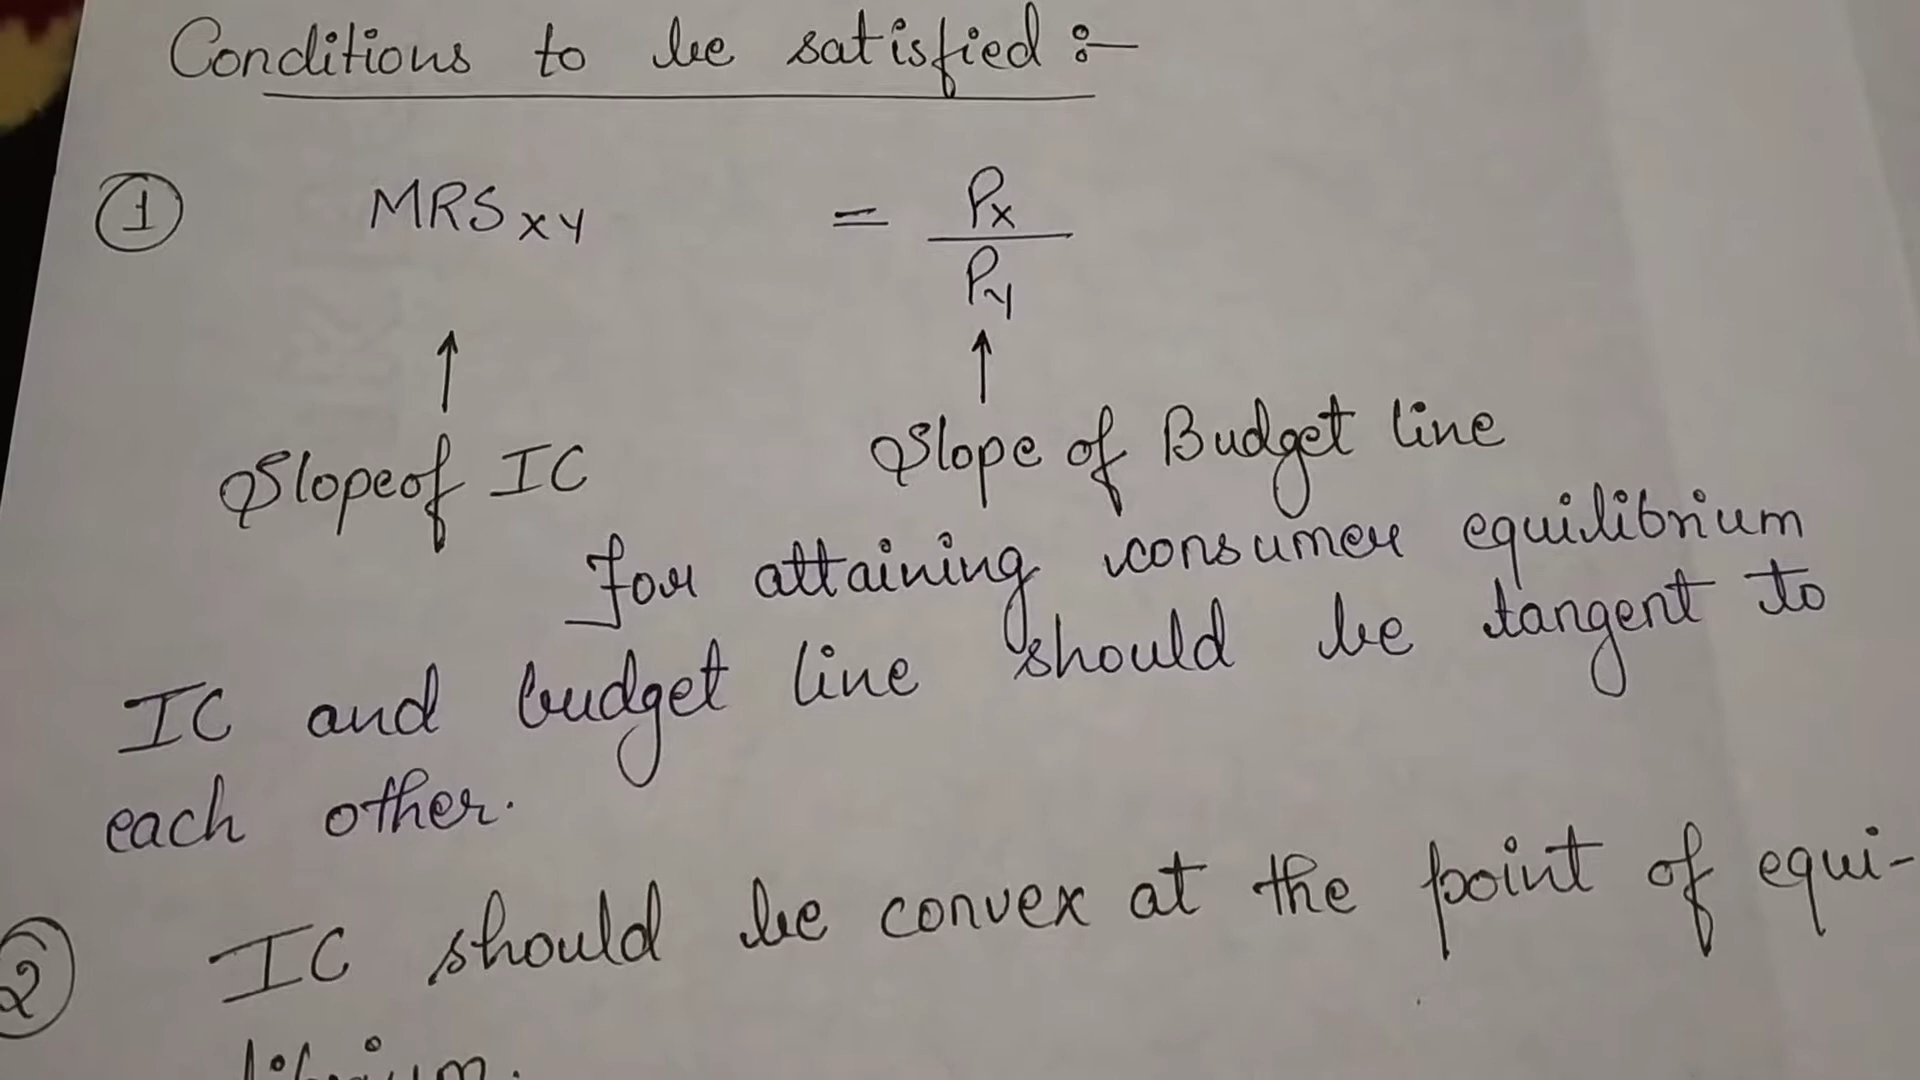 Conditions to be satisfied :-
① MRSxy = Px / Py
↑ ↑
Slope of IC Slope of Budget line
for attaining consumer equilibrium
IC and budget line should be tangent to
each other.
② IC should be convex at the point of equi-
librium.